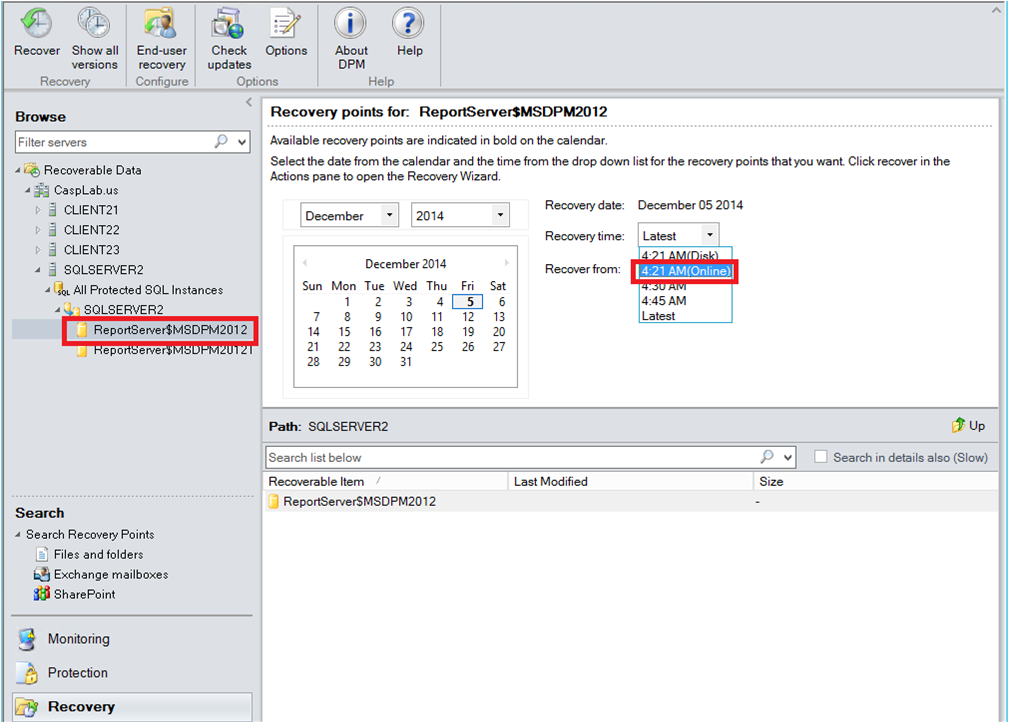 Recover
Show all versions
End-user recovery
Check updates
Options
About DPM
Help
Recovery
Configure
Options
Help
Browse
Filter servers
Recoverable Data
CaspLab.us
CLIENT21
CLIENT22
CLIENT23
SQLSERVER2
All Protected SQL Instances
SQLSERVER2
ReportServer$MSDPM2012
ReportServer$MSDPM2012T
Search
Search Recovery Points
Files and folders
Exchange mailboxes
SharePoint
Monitoring
Protection
Recovery
Recovery points for: ReportServer$MSDPM2012
Available recovery points are indicated in bold on the calendar.
Select the date from the calendar and the time from the drop down list for the recovery points that you want. Click recover in the
Actions pane to open the Recovery Wizard.
December 2014
December 2014
Sun Mon Tue Wed Thu Fri Sat
1 2 3 4 5 6
7 8 9 10 11 12 13
14 15 16 17 18 19 20
21 22 23 24 25 26 27
28 29 30 31
Recovery date: December 05 2014
Recovery time: Latest
Recover from:
4:21 AM(Disk)
4:21 AM(Online)
4:30 AM
4:45 AM
Latest
Path: SQLSERVER2
Up
Search list below
Search in details also (Slow)
Recoverable Item Last Modified Size
ReportServer$MSDPM2012 -